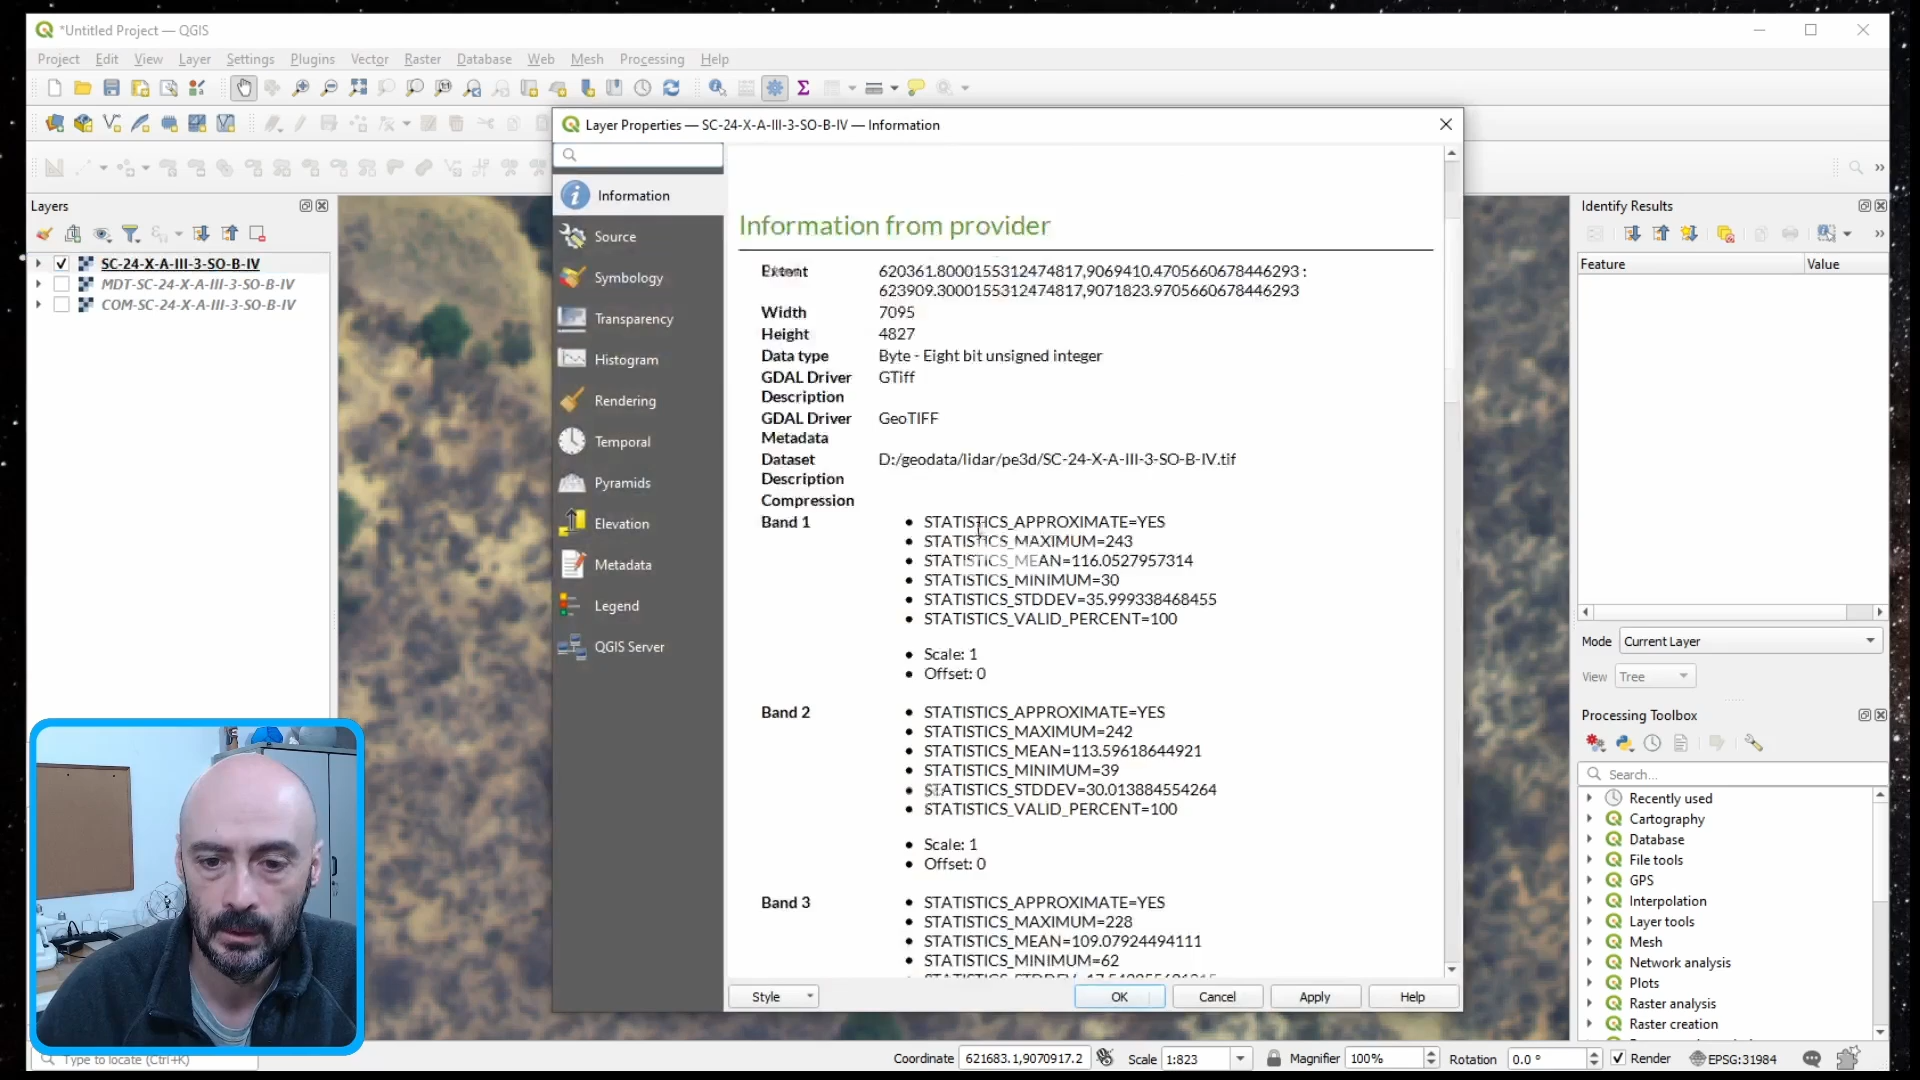 *Untitled Project — QGIS
Project Edit View Layer Settings Plugins Vector Raster Database Web Mesh Processing Help
Layers
SC-24-X-A-III-3-SO-B-IV
MDT-SC-24-X-A-III-3-SO-B-IV
COM-SC-24-X-A-III-3-SO-B-IV
Layer Properties — SC-24-X-A-III-3-SO-B-IV — Information
Information
Source
Symbology
Transparency
Histogram
Rendering
Temporal
Pyramids
Elevation
Metadata
Legend
QGIS Server
Information from provider
Extent 620361.8000155312474817,9069410.4705660678446293 :
623909.3000155312474817,9071823.9705660678446293
Width 7095
Height 4827
Data type Byte - Eight bit unsigned integer
GDAL Driver GTiff
Description
GDAL Driver GeoTIFF
Metadata
Dataset D:/geodata/lidar/pe3d/SC-24-X-A-III-3-SO-B-IV.tif
Description
Compression
Band 1
• STATISTICS_APPROXIMATE=YES
• STATISTICS_MAXIMUM=243
• STATISTICS_MEAN=116.0527957314
• STATISTICS_MINIMUM=30
• STATISTICS_STDDEV=35.999338468455
• STATISTICS_VALID_PERCENT=100
• Scale: 1
• Offset: 0
Band 2
• STATISTICS_APPROXIMATE=YES
• STATISTICS_MAXIMUM=242
• STATISTICS_MEAN=113.59618644921
• STATISTICS_MINIMUM=39
• STATISTICS_STDDEV=30.013884554264
• STATISTICS_VALID_PERCENT=100
• Scale: 1
• Offset: 0
Band 3
• STATISTICS_APPROXIMATE=YES
• STATISTICS_MAXIMUM=228
• STATISTICS_MEAN=109.07924494111
• STATISTICS_MINIMUM=62
Style OK Cancel Apply Help
Identify Results
Feature Value
Mode Current Layer
View Tree
Processing Toolbox
Search...
Recently used
Cartography
Database
File tools
GPS
Interpolation
Layer tools
Mesh
Network analysis
Plots
Raster analysis
Raster creation
Type to locate (Ctrl+K)
Coordinate 621683.1,9070917.2 Scale 1:823 Magnifier 100% Rotation 0.0 ° Render EPSG:31984